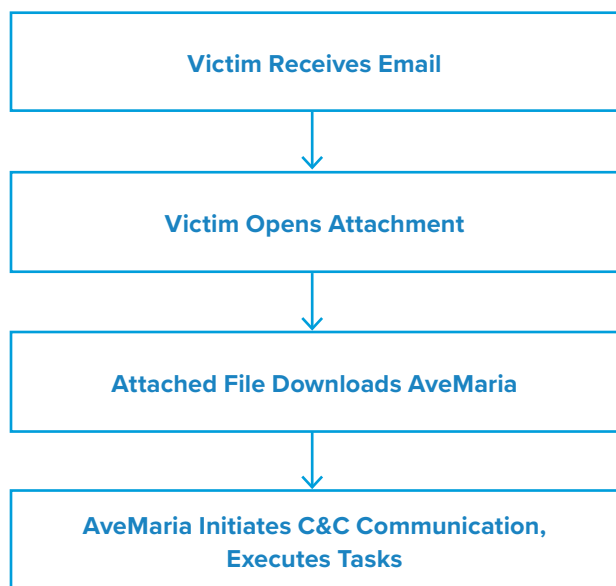 Victim Receives Email
Victim Opens Attachment
Attached File Downloads AveMaria
AveMaria Initiates C&C Communication,
Executes Tasks